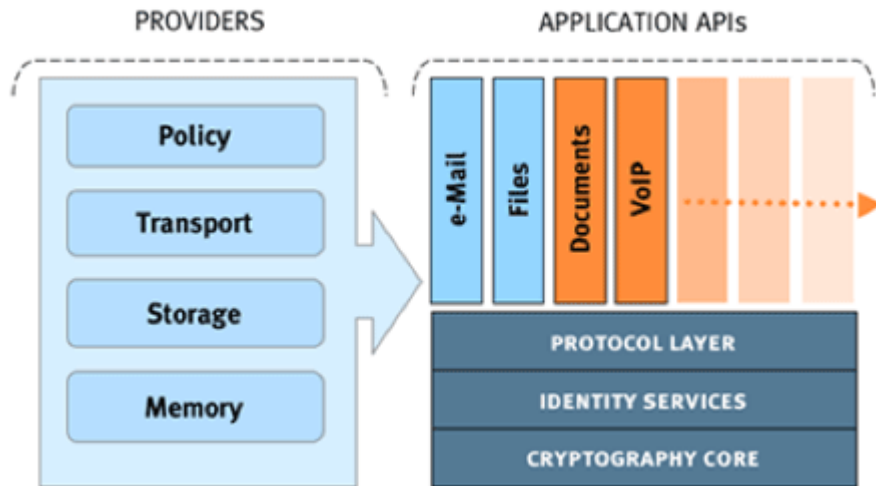 PROVIDERS
Policy
Transport
Storage
Memory
APPLICATION APIs
e-Mail
Files
Documents
VoIP
PROTOCOL LAYER
IDENTITY SERVICES
CRYPTOGRAPHY CORE